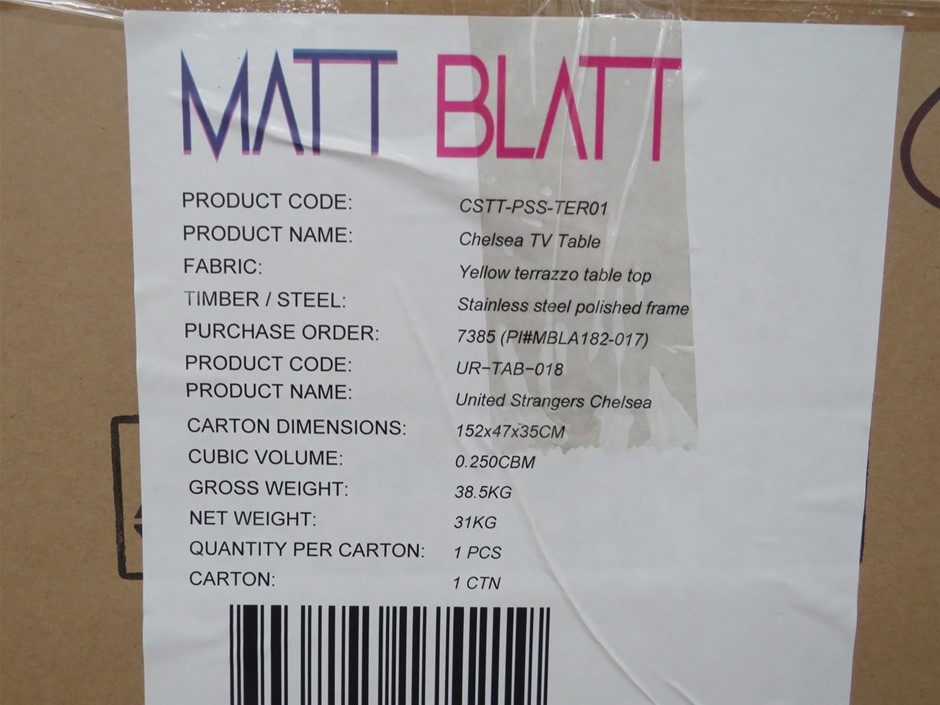 MATT BLATT
PRODUCT CODE: CSTT-PSS-TER01
PRODUCT NAME: Chelsea TV Table
FABRIC: Yellow terrazzo table top
TIMBER / STEEL: Stainless steel polished frame
PURCHASE ORDER: 7385 (PI#MBLA182-017)
PRODUCT CODE: UR-TAB-018
PRODUCT NAME: United Strangers Chelsea
CARTON DIMENSIONS: 152x47x35CM
CUBIC VOLUME: 0.250CBM
GROSS WEIGHT: 38.5KG
NET WEIGHT: 31KG
QUANTITY PER CARTON: 1 PCS
CARTON: 1 CTN